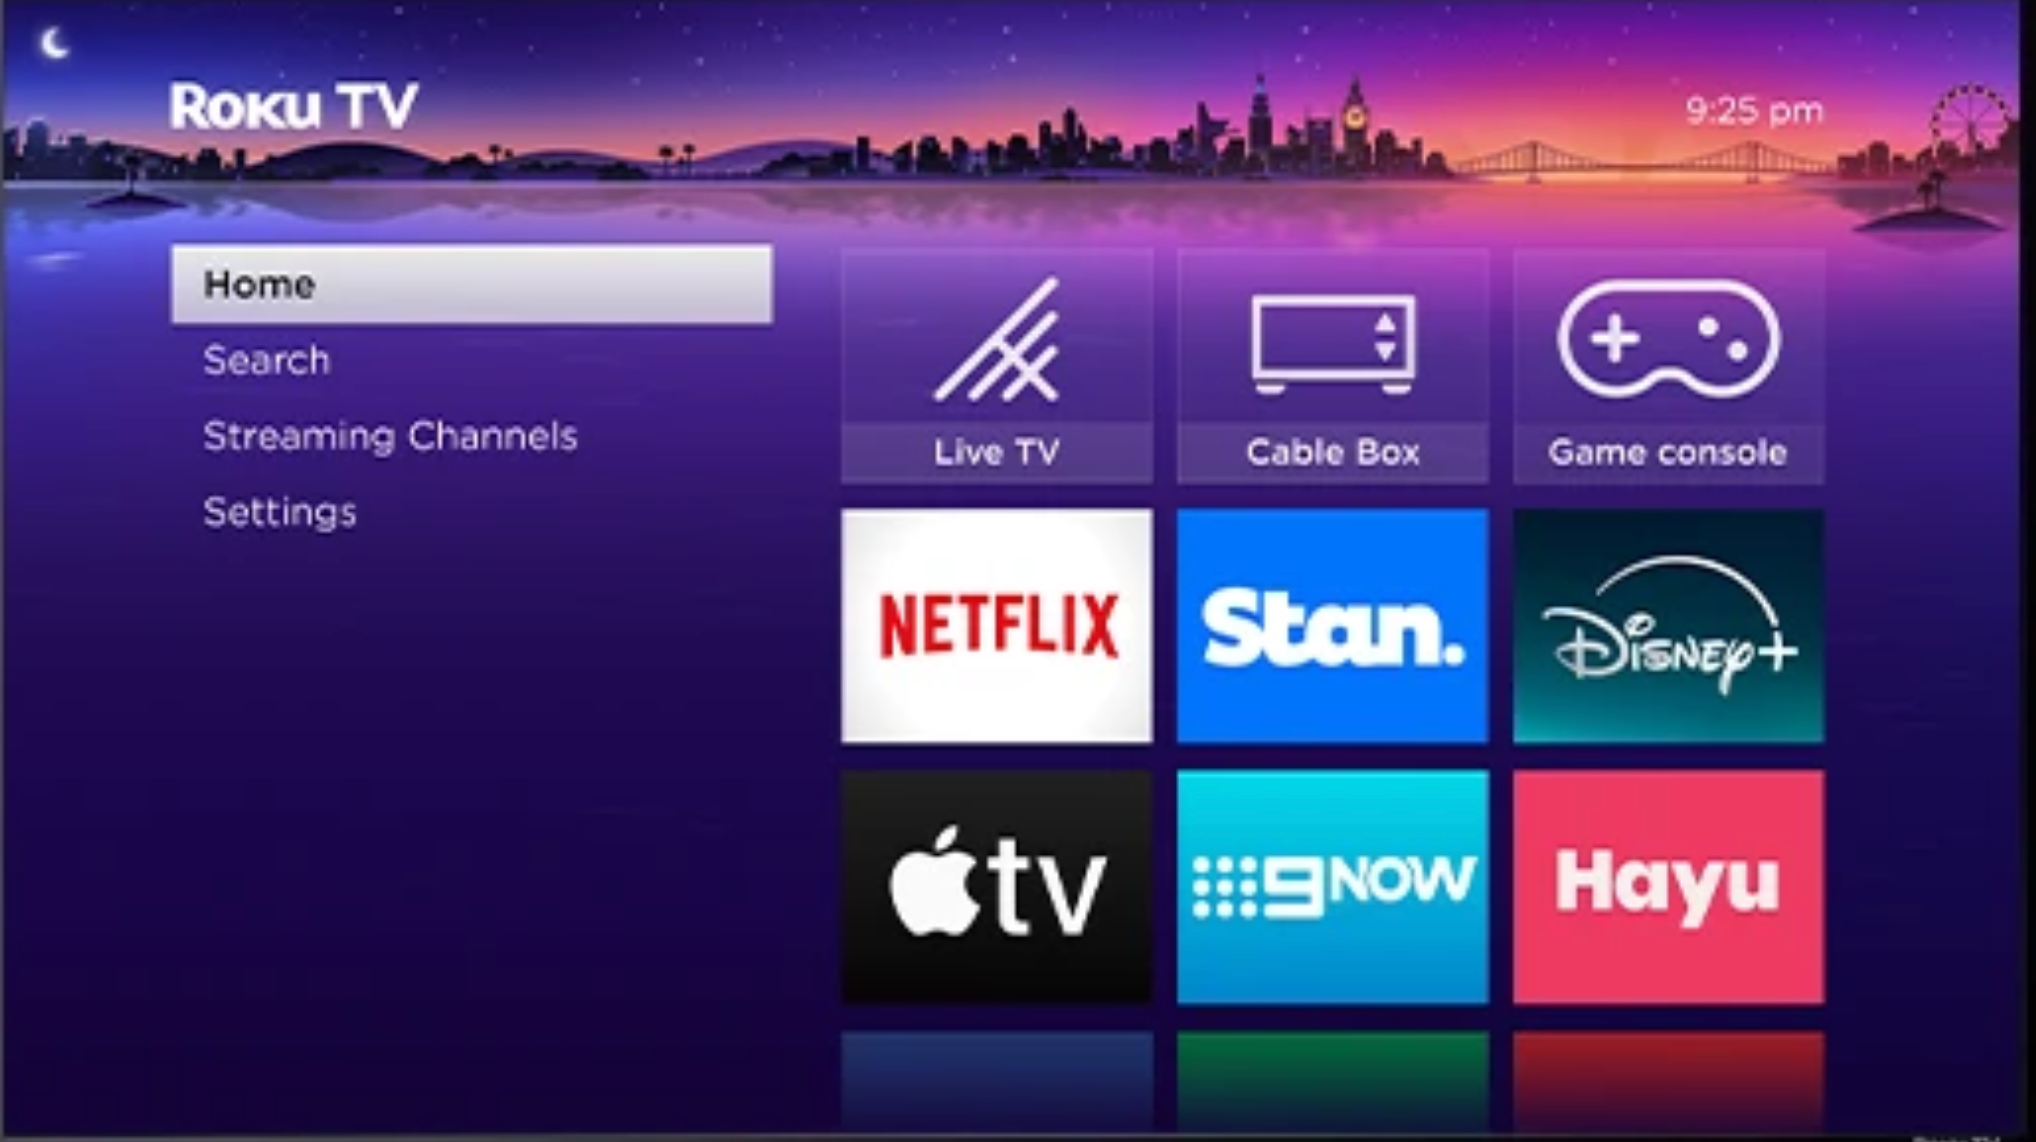 Roku TV
9:25 pm
Home
Search
Streaming Channels
Settings
Live TV
Cable Box
Game console
NETFLIX
Stan.
Disney+
tv
9NOW
Hayu